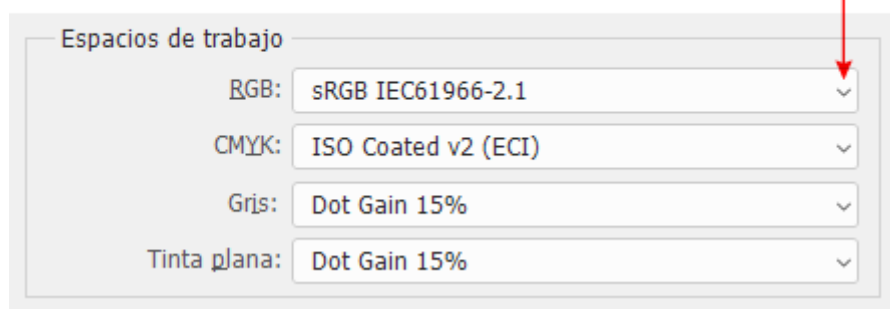 Espacios de trabajo
RGB: sRGB IEC61966-2.1
CMYK: ISO Coated v2 (ECI)
Gris: Dot Gain 15%
Tinta plana: Dot Gain 15%